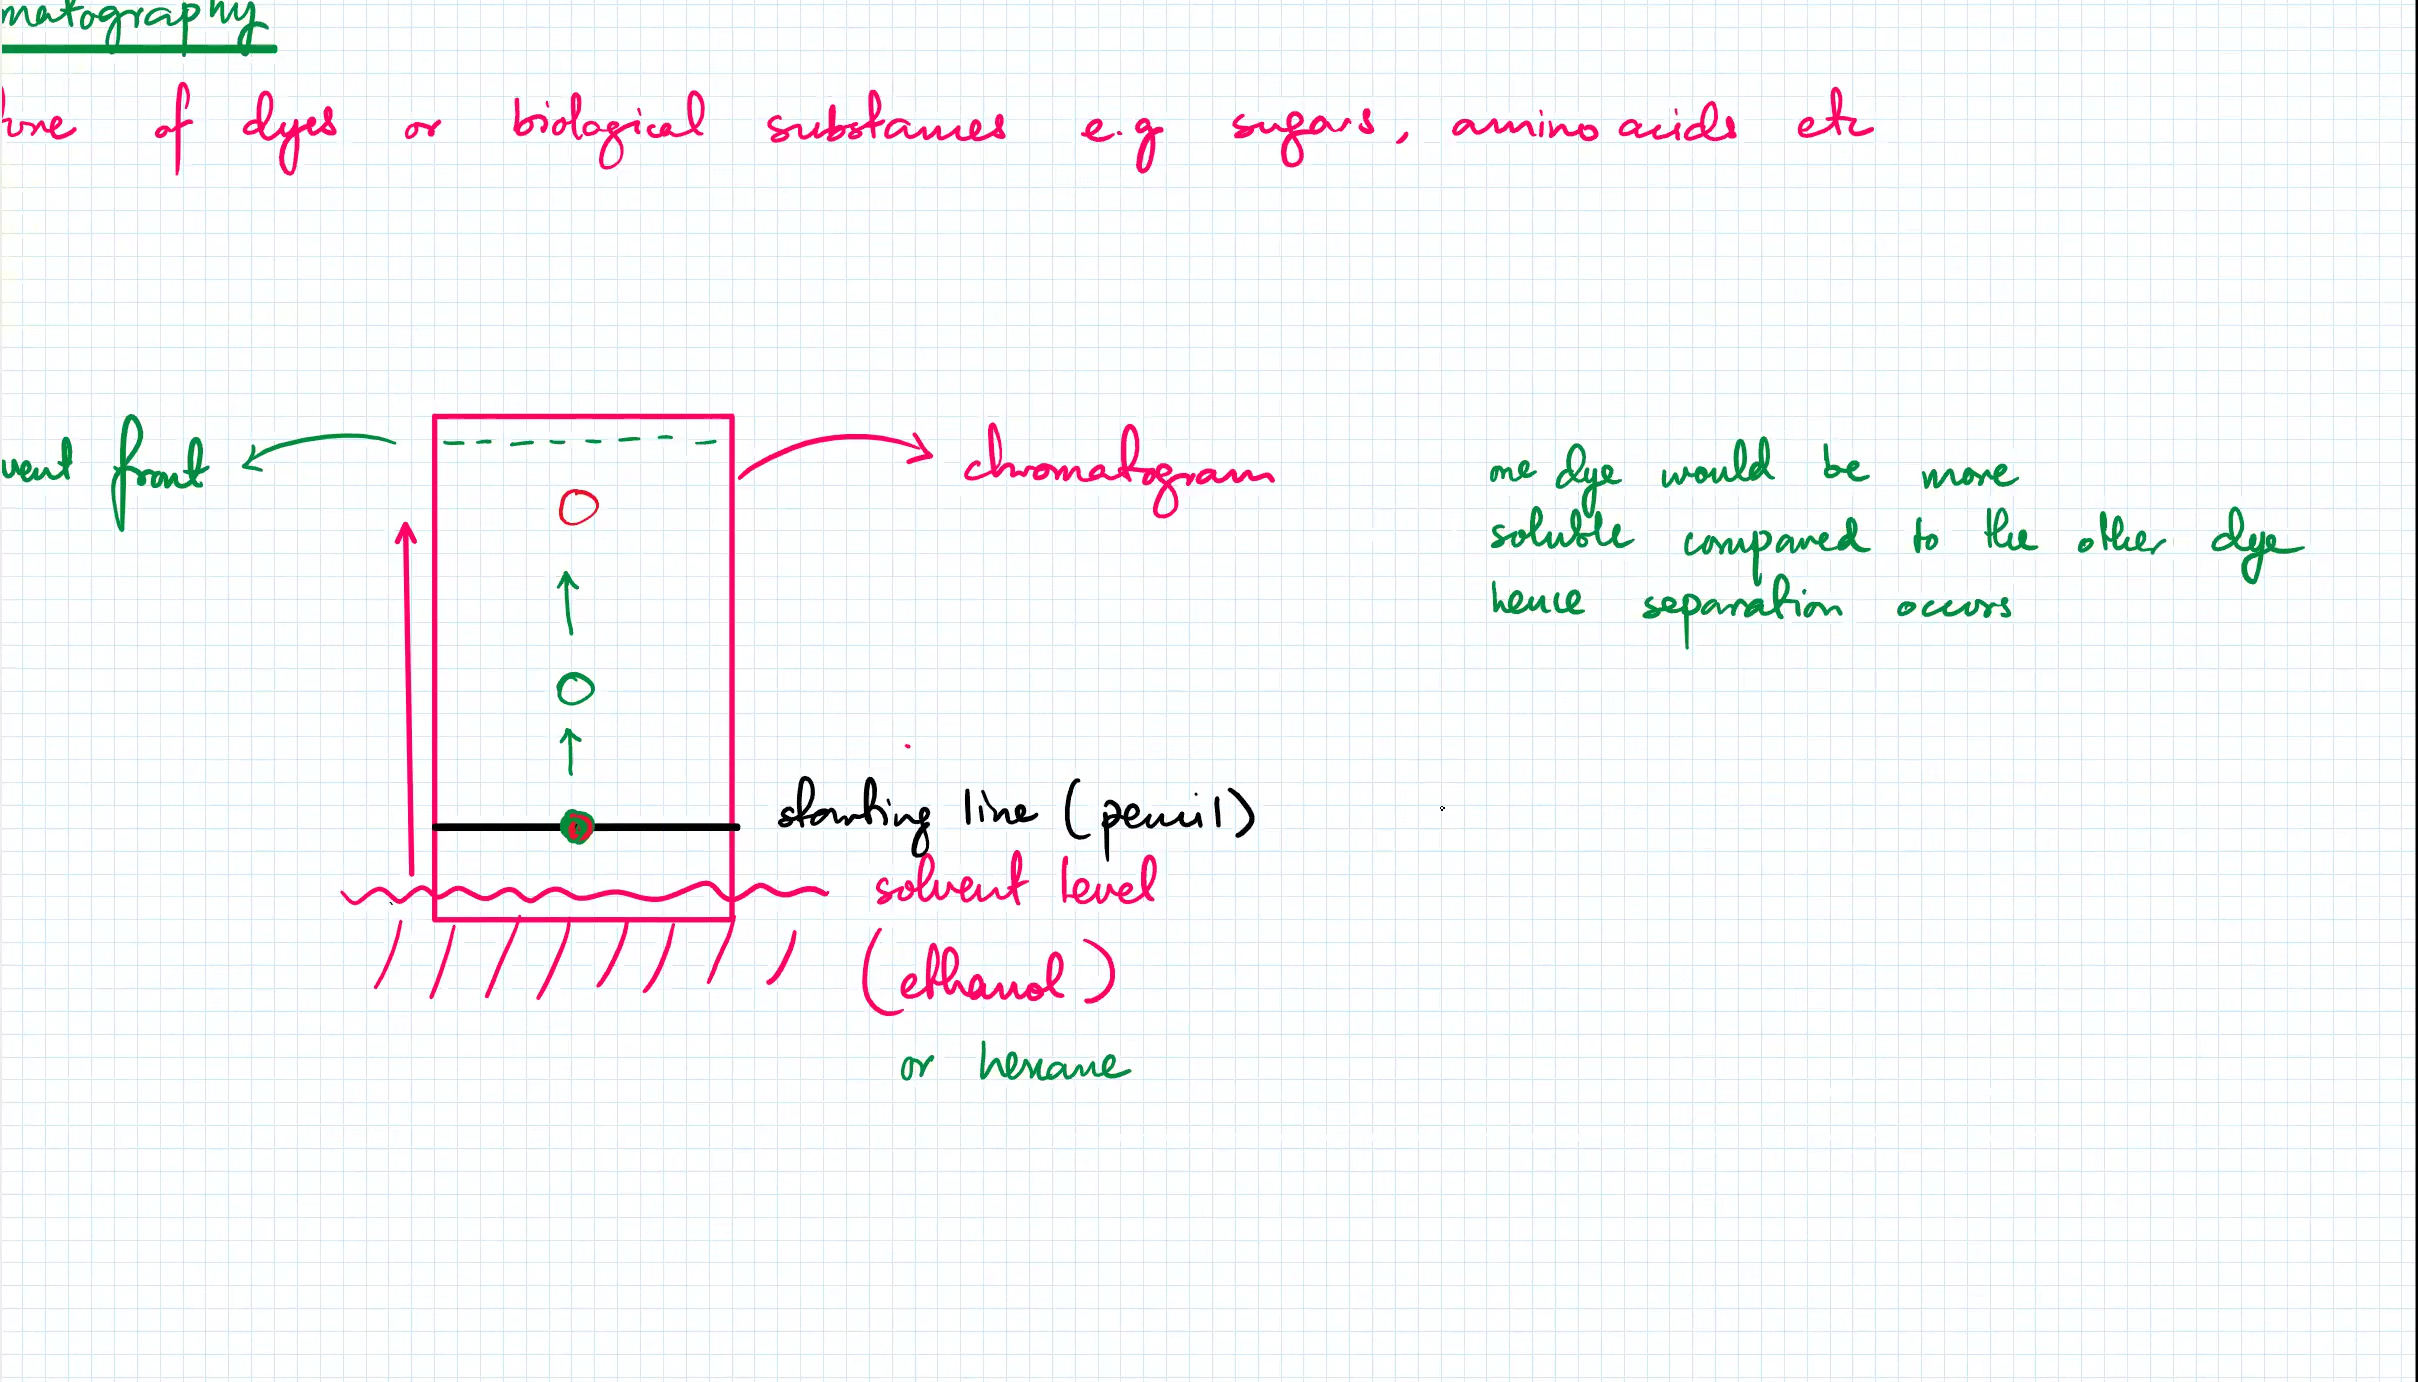 matography
of dyes or biological substances e.g sugars, amino acids etc
vent front
chromatogram
one dye would be more
soluble compared to the other dye
hence separation occurs
starting line (pencil)
solvent level
(ethanol)
or hexane